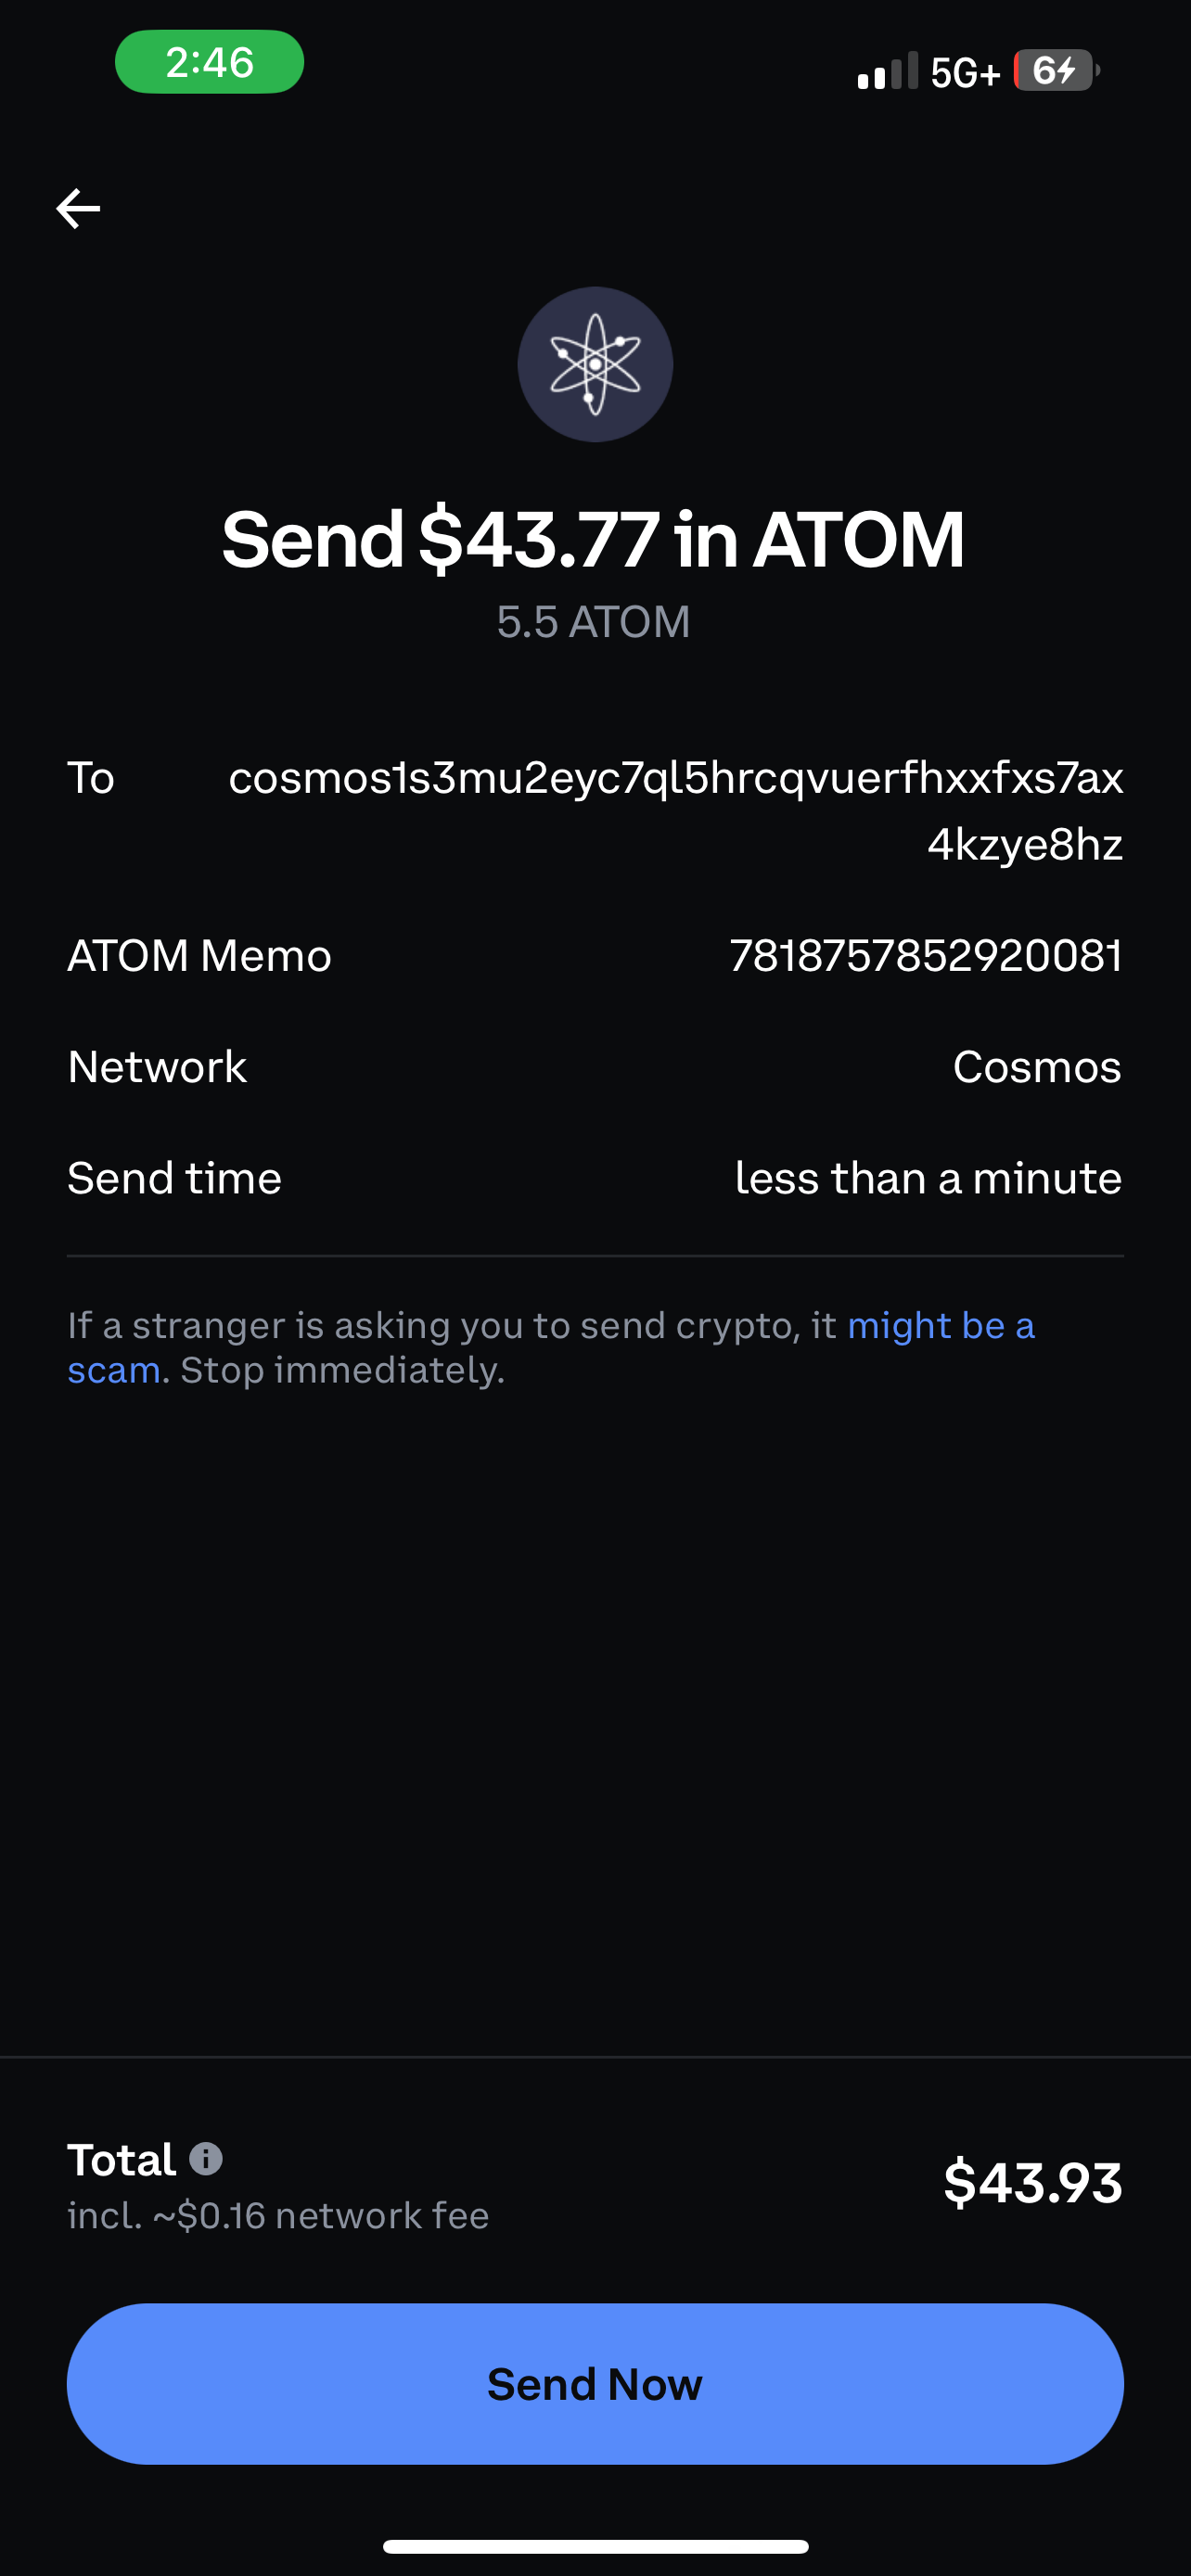 2:46
5G+ 6
Send $43.77 in ATOM
5.5 ATOM
To cosmos1s3mu2eyc7ql5hrcqvuerfhxxfxs7ax
4kzye8hz
ATOM Memo 7818757852920081
Network Cosmos
Send time less than a minute
If a stranger is asking you to send crypto, it might be a
scam. Stop immediately.
Total
$43.93
incl. ~$0.16 network fee
Send Now